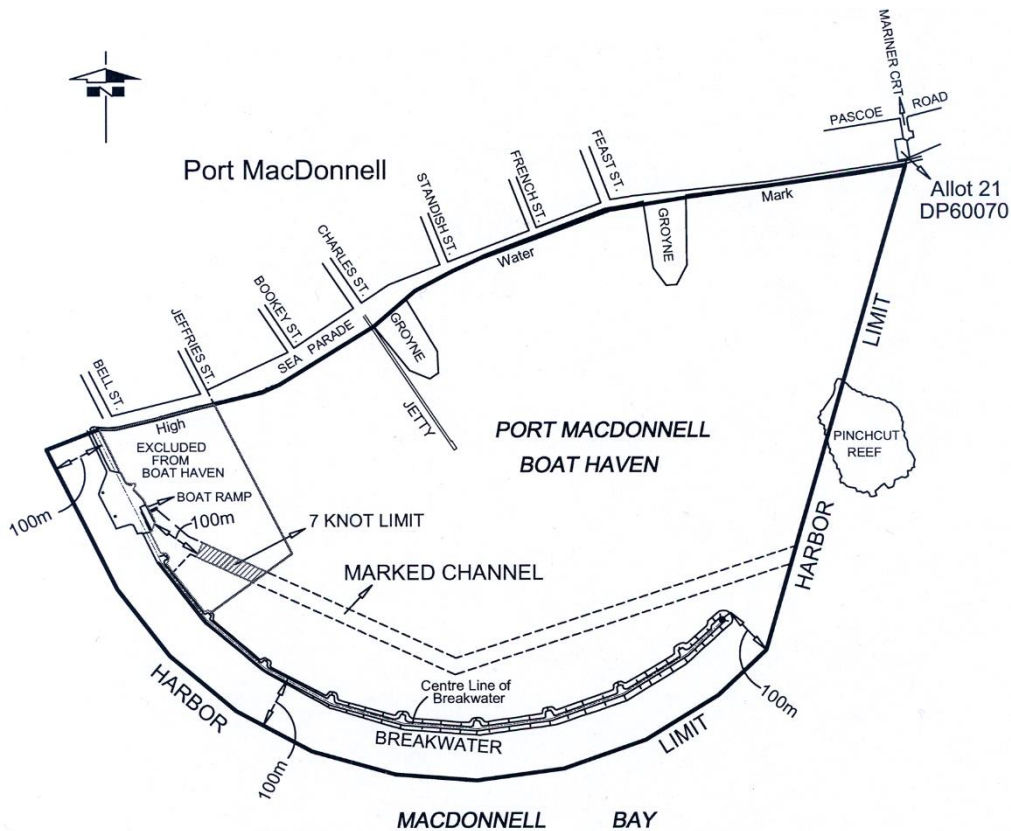 N
MARINER CRT
PASCOE ROAD
Port MacDonnell
FEAST ST.
FRENCH ST.
STANDISH ST.
Allot 21
DP60070
Mark
GROYNE
CHARLES ST.
Water
BOOKEY ST.
JEFFRIES ST.
SEA PARADE
GROYNE
LIMIT
BELL ST.
JETTY
High
PORT MACDONNELL
BOAT HAVEN
PINCHCUT
REEF
EXCLUDED
FROM
BOAT HAVEN
BOAT RAMP
100m
100m
7 KNOT LIMIT
MARKED CHANNEL
HARBOR
HARBOR
Centre Line of
Breakwater
BREAKWATER
100m
LIMIT
100m
MACDONNELL BAY